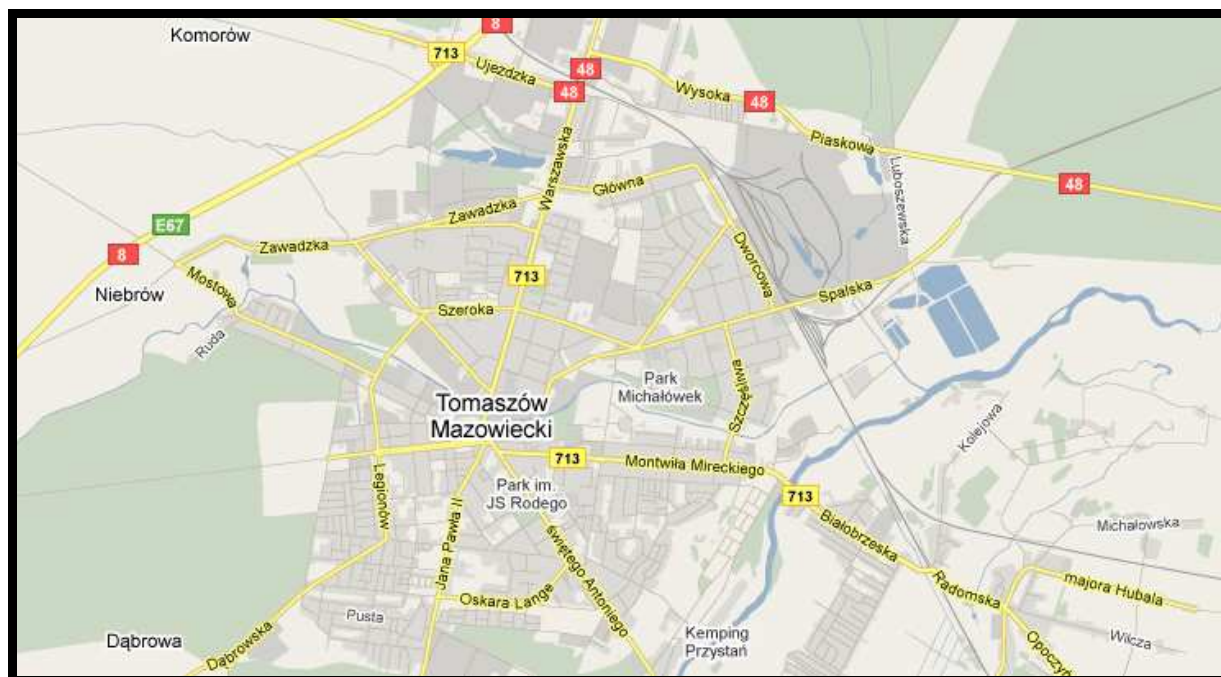 8
Komorów
713
Ujezdzka
48
48
Wysoka
48
Piaskowa
Luboszewska
48
Warszawska
Główna
Zawadzka
E67
8
Zawadzka
Mostowa
Dworcowa
713
Niebrów
Spalska
Szeroka
Ruda
Park
Michałówek
Szczęśliwa
Tomaszów
Mazowiecki
Kolejowa
713
Montwiła Mireckiego
Legionów
Park im.
JS Rodego
713
Białobrzeska
Michałowska
Jana Pawła II
świętego Antoniego
Radomska
majora Hubala
Oskara Lange
Pusta
Opoczyń
Wilcza
Dąbrowa
Dąbrowska
Kemping
Przystań